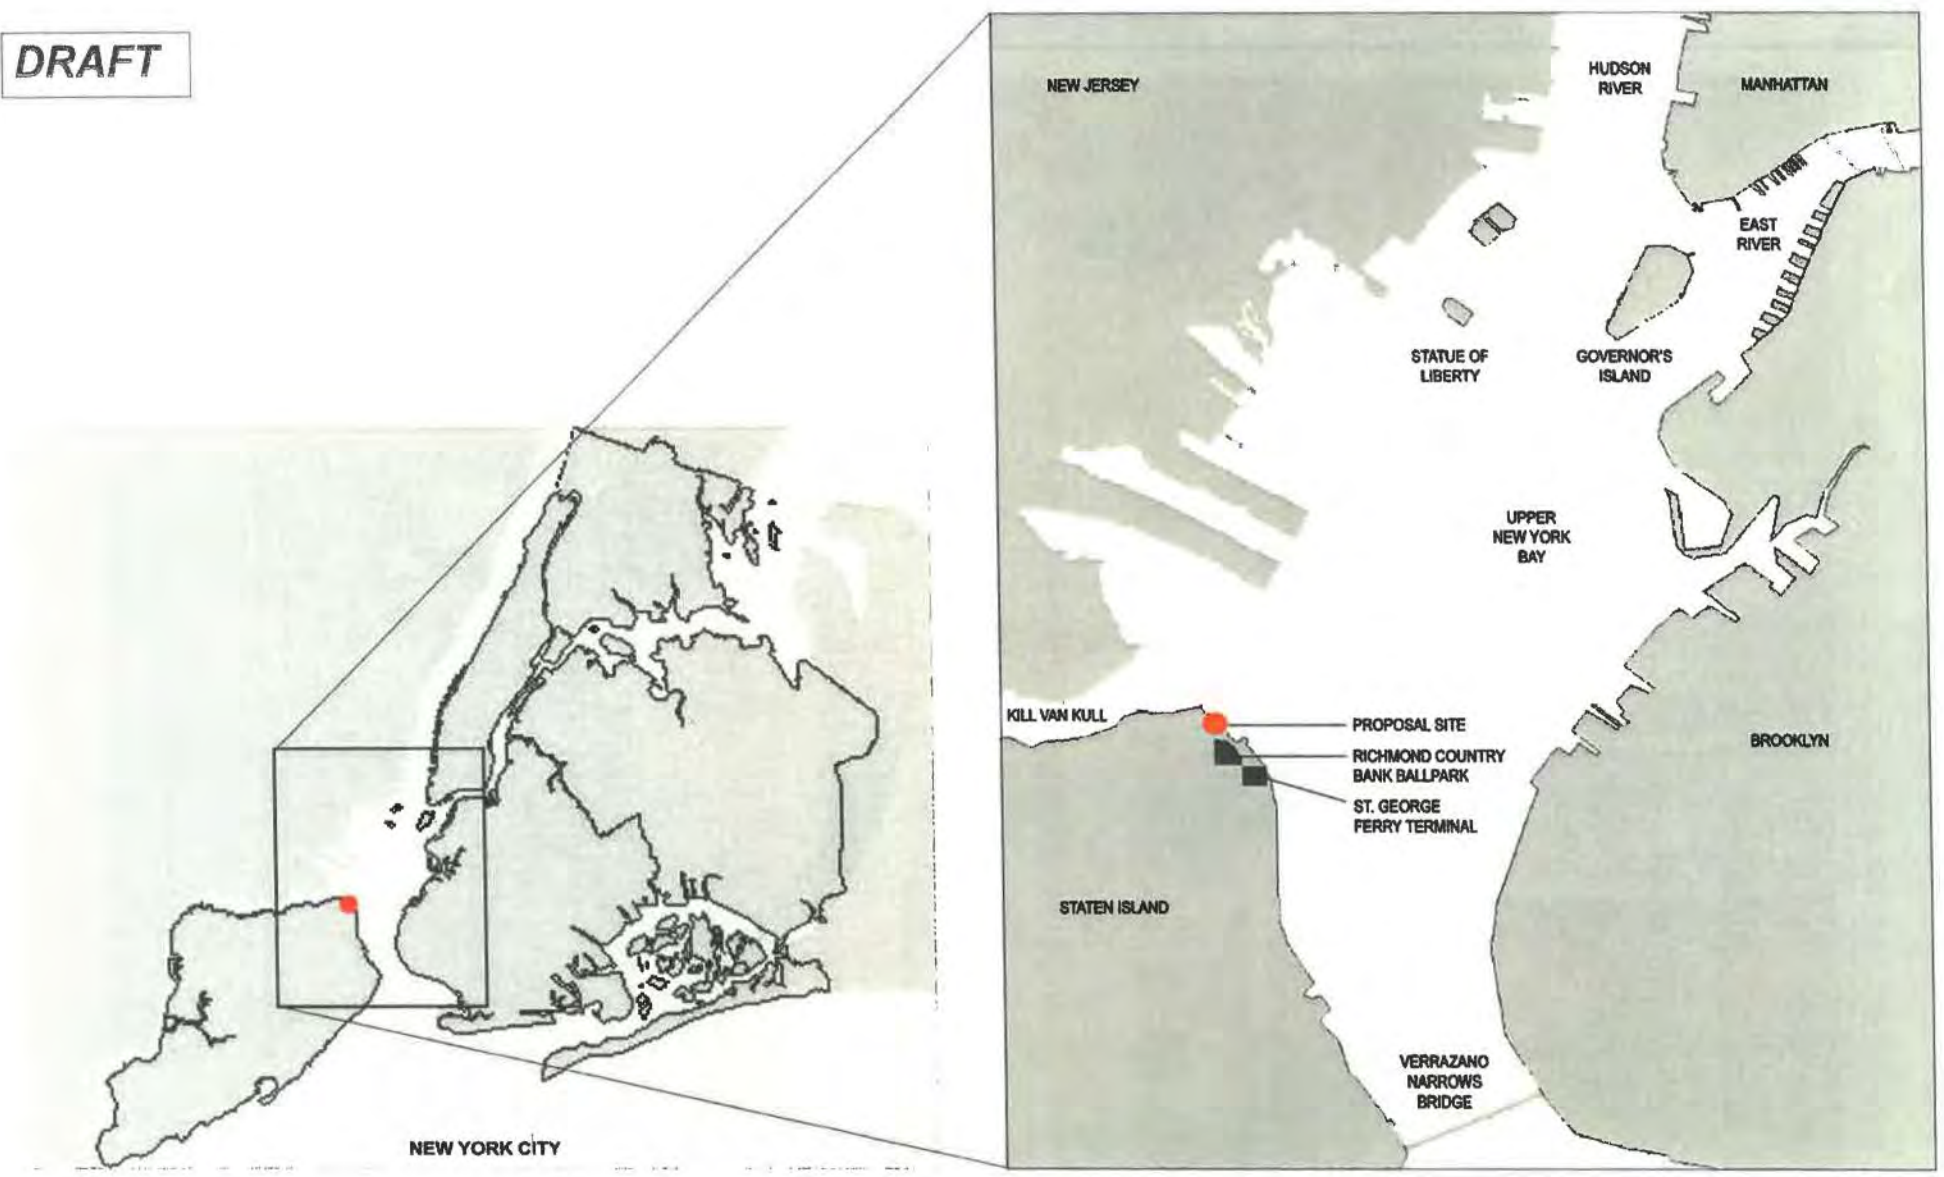 DRAFT
NEW JERSEY
HUDSON
RIVER
MANHATTAN
EAST
RIVER
STATUE OF
LIBERTY
GOVERNOR'S
ISLAND
UPPER
NEW YORK
BAY
KILL VAN KULL
PROPOSAL SITE
RICHMOND COUNTRY
BANK BALLPARK
ST. GEORGE
FERRY TERMINAL
BROOKLYN
STATEN ISLAND
VERRAZANO
NARROWS
BRIDGE
NEW YORK CITY